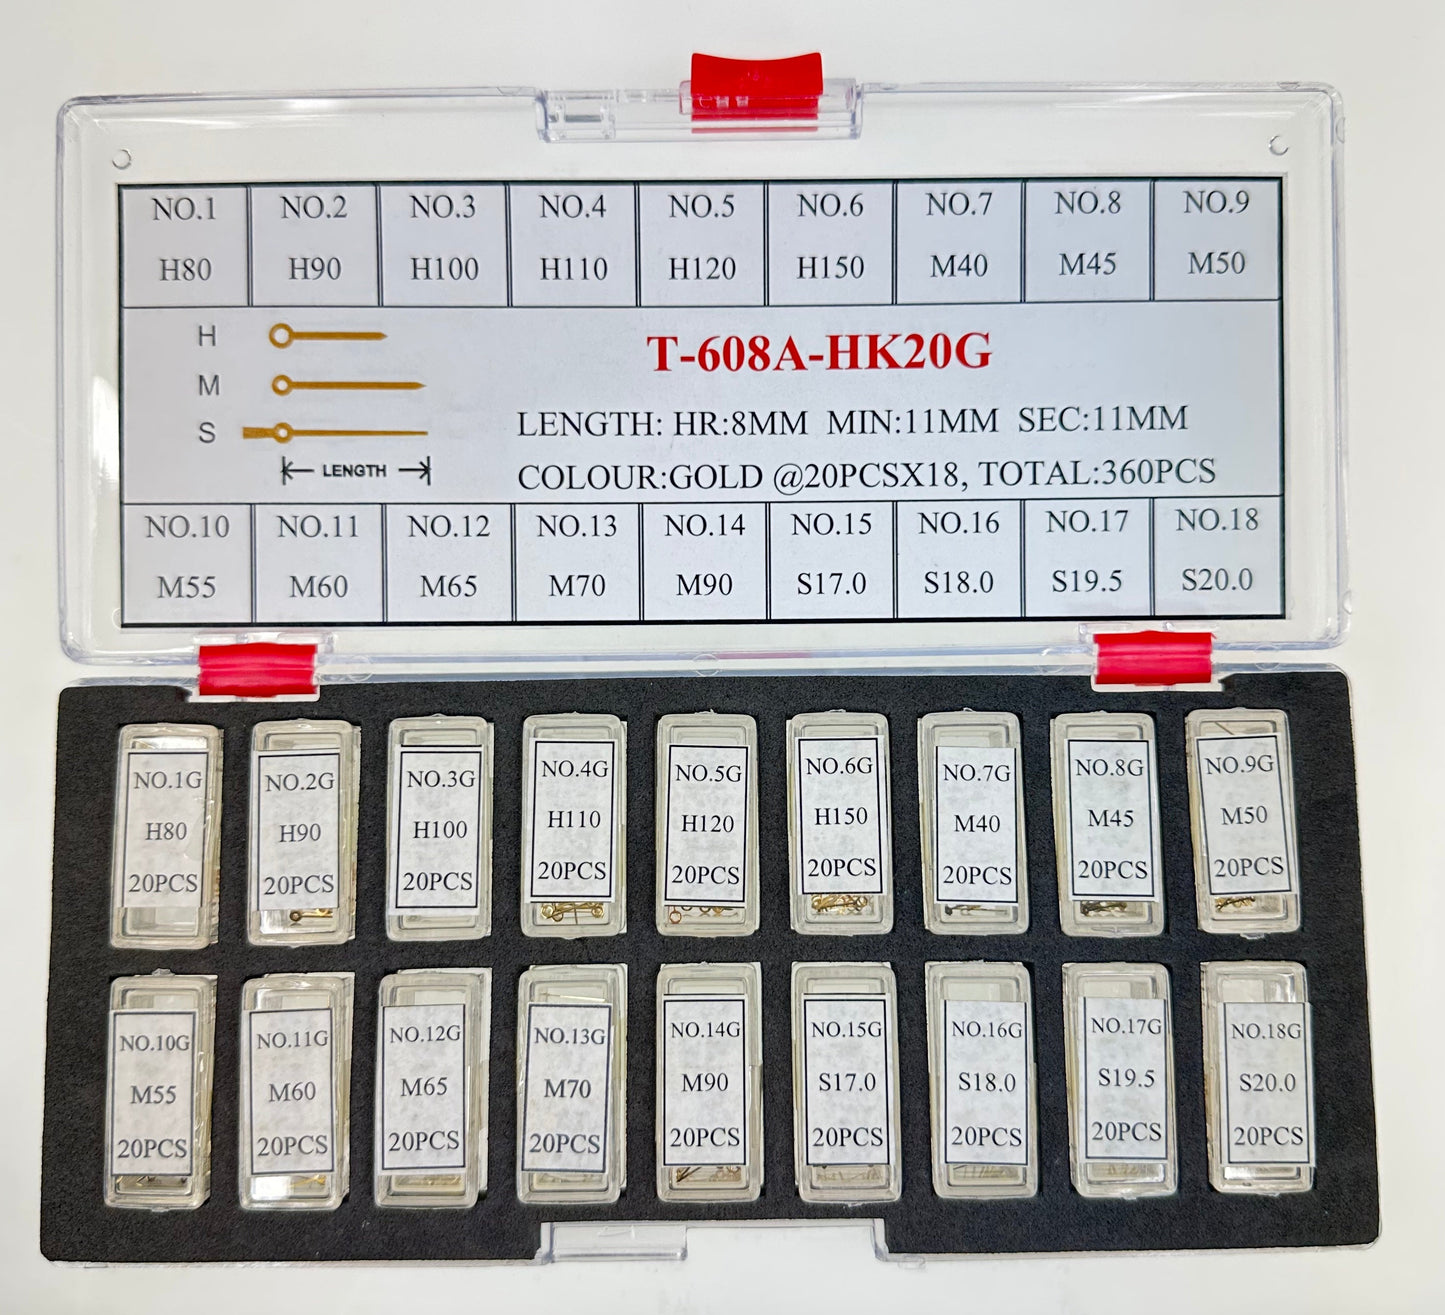 NO.1 NO.2 NO.3 NO.4 NO.5 NO.6 NO.7 NO.8 NO.9
H80 H90 H100 H110 H120 H150 M40 M45 M50
H
M
S
LENGTH
T-608A-HK20G
LENGTH: HR:8MM MIN:11MM SEC:11MM
COLOUR:GOLD @20PCSX18, TOTAL:360PCS
NO.10 NO.11 NO.12 NO.13 NO.14 NO.15 NO.16 NO.17 NO.18
M55 M60 M65 M70 M90 S17.0 S18.0 S19.5 S20.0
NO.1G NO.2G NO.3G NO.4G NO.5G NO.6G NO.7G NO.8G NO.9G
H80 H90 H100 H110 H120 H150 M40 M45 M50
20PCS 20PCS 20PCS 20PCS 20PCS 20PCS 20PCS 20PCS 20PCS
NO.10G NO.11G NO.12G NO.13G NO.14G NO.15G NO.16G NO.17G NO.18G
M55 M60 M65 M70 M90 S17.0 S18.0 S19.5 S20.0
20PCS 20PCS 20PCS 20PCS 20PCS 20PCS 20PCS 20PCS 20PCS